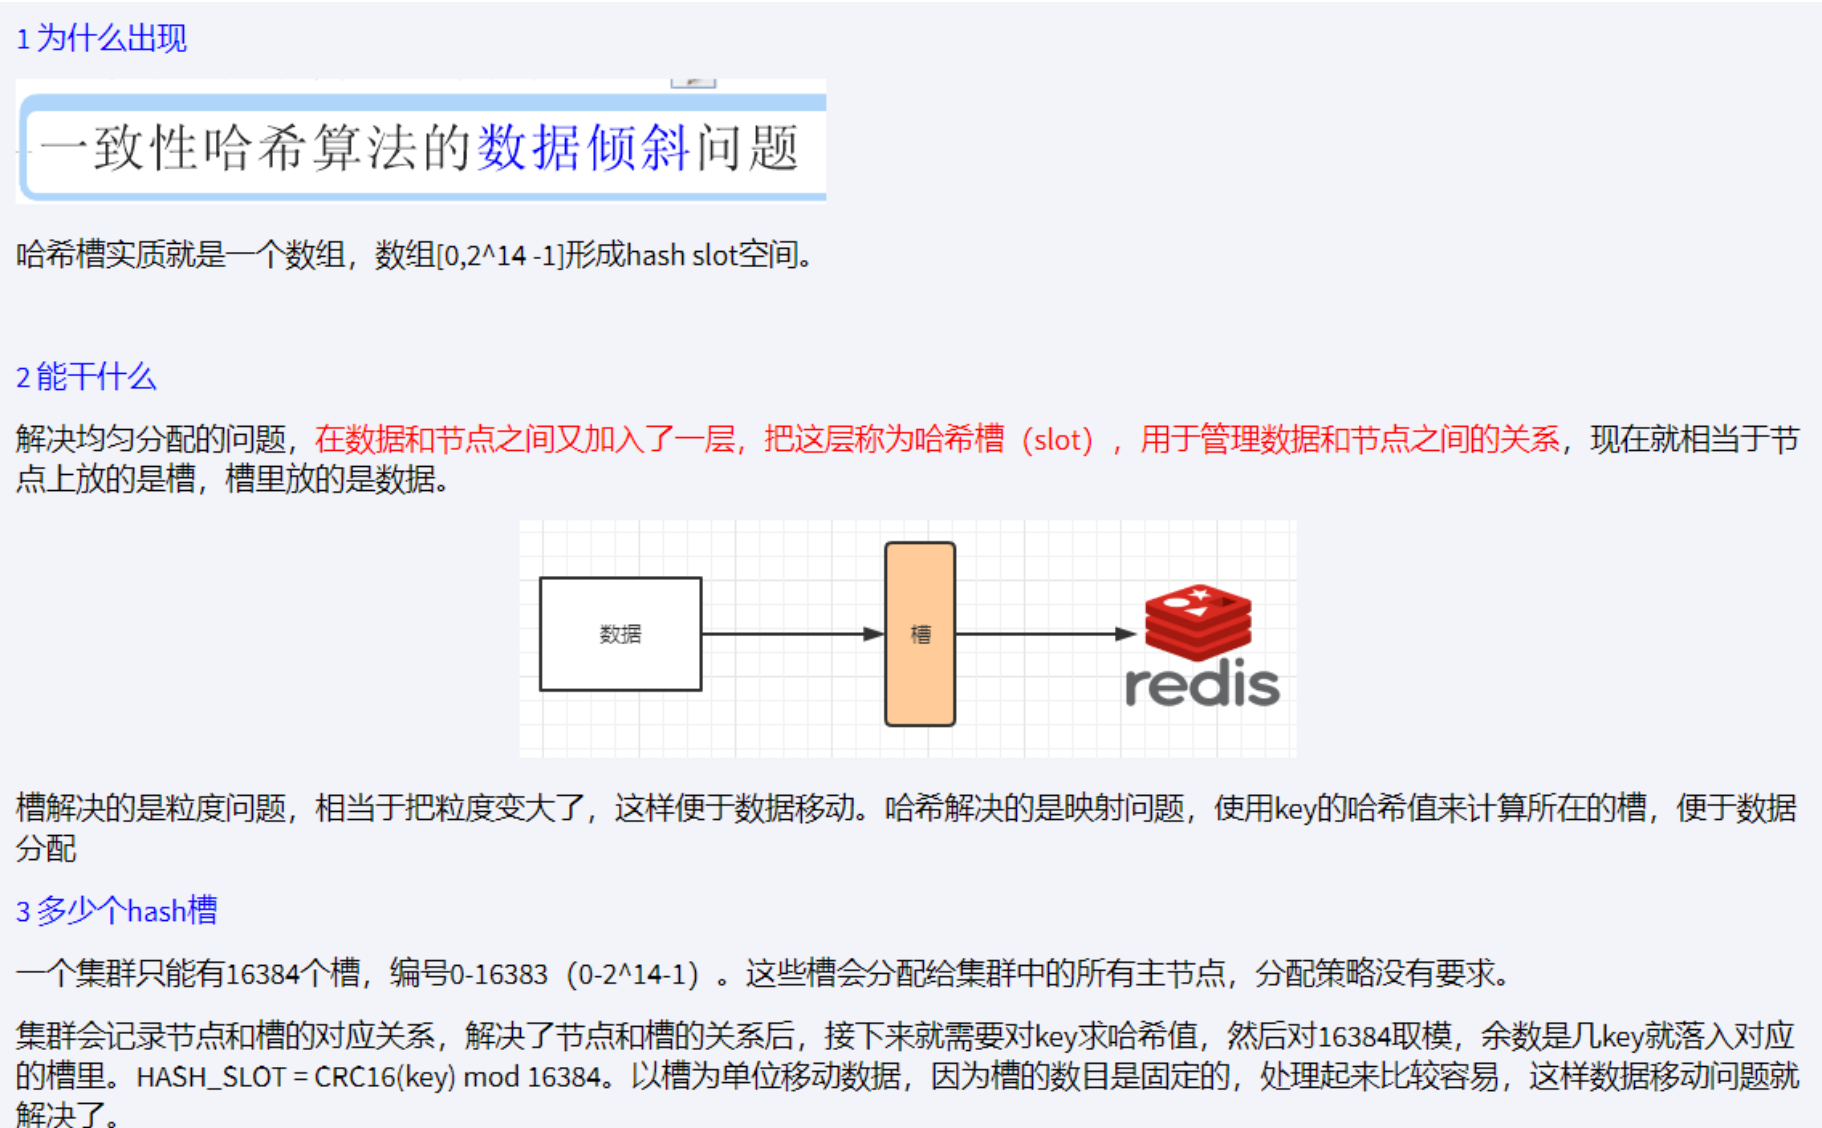 1 为什么出现
一致性哈希算法的数据倾斜问题
哈希槽实质就是一个数组，数组[0,2^14 -1]形成hash slot空间。
2 能干什么
解决均匀分配的问题，在数据和节点之间又加入了一层，把这层称为哈希槽（slot），用于管理数据和节点之间的关系，现在就相当于节
点上放的是槽，槽里放的是数据。
数据
槽
redis
槽解决的是粒度问题，相当于把粒度变大了，这样便于数据移动。哈希解决的是映射问题，使用key的哈希值来计算所在的槽，便于数据
分配
3 多少个hash槽
一个集群只能有16384个槽，编号0-16383（0-2^14-1）。这些槽会分配给集群中的所有主节点，分配策略没有要求。
集群会记录节点和槽的对应关系，解决了节点和槽的关系后，接下来就需要对key求哈希值，然后对16384取模，余数是几key就落入对应
的槽里。HASH_SLOT = CRC16(key) mod 16384。以槽为单位移动数据，因为槽的数目是固定的，处理起来比较容易，这样数据移动问题就
解决了。